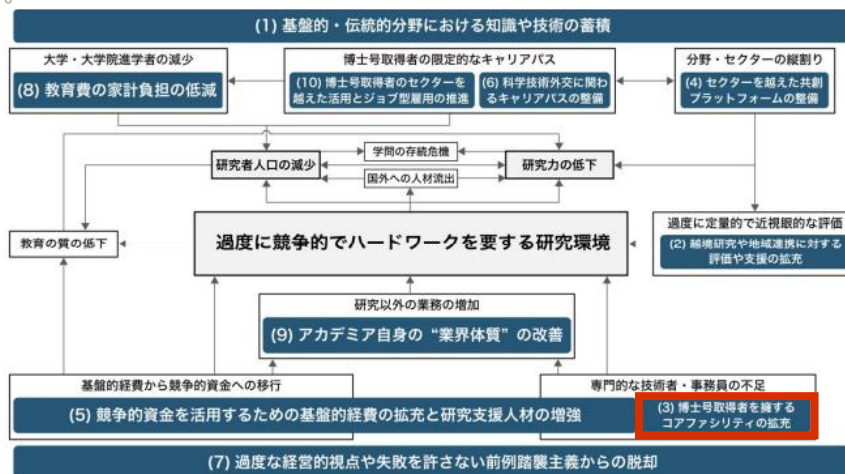 (1) 基盤的・伝統的分野における知識や技術の蓄積
大学・大学院進学者の減少
(8) 教育費の家計負担の低減
博士号取得者の限定的なキャリアパス
(10) 博士号取得者のセクターを
越えた活用とジョブ型雇用の推進
(6) 科学技術外交に関わ
るキャリアパスの整備
分野・セクターの縦割り
(4) セクターを越えた共創
プラットフォームの整備
学問の存続危機
研究者人口の減少
研究力の低下
国外への人材流出
教育の質の低下
過度に競争的でハードワークを要する研究環境
過度に定量的で近視眼的な評価
(2) 越境研究や地域連携に対する
評価や支援の拡充
研究以外の業務の増加
(9) アカデミア自身の“業界体質”の改善
基盤的経費から競争的資金への移行
専門的な技術者・事務員の不足
(5) 競争的資金を活用するための基盤的経費の拡充と研究支援人材の増強
(3) 博士号取得者を擁する
コアファシリティの拡充
(7) 過度な経営的視点や失敗を許さない前例踏襲主義からの脱却